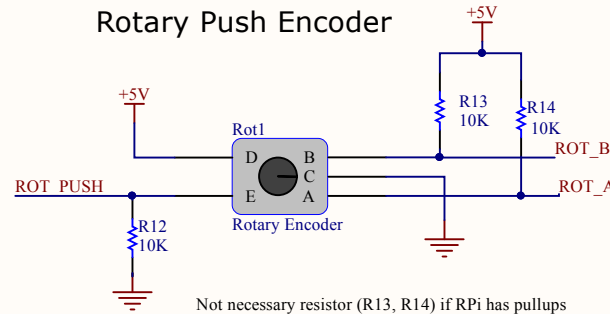 Rotary Push Encoder
+5V
+5V
R13
10K
R14
10K
Rot1
D
B
ROT_B
C
ROT_PUSH
E
A
ROT_A
R12
10K
Rotary Encoder
Not necessary resistor (R13, R14) if RPi has pullups